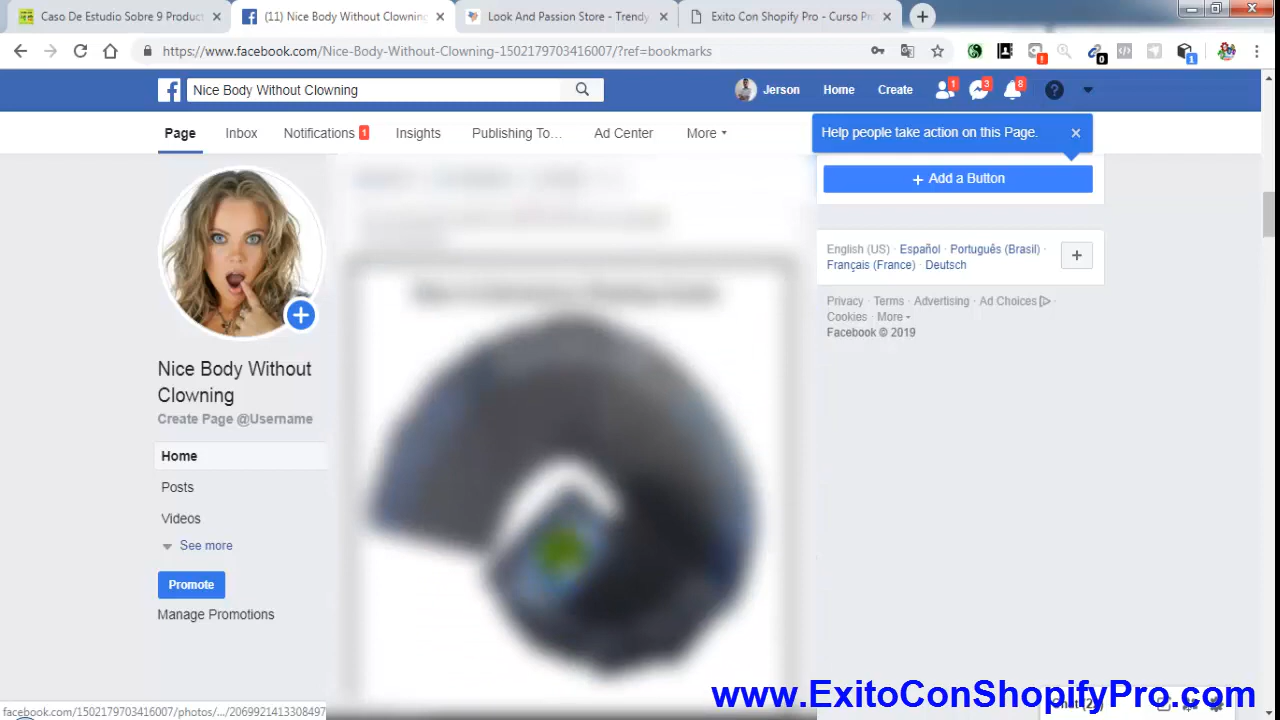 Caso De Estudio Sobre 9 Product
(11) Nice Body Without Clowning
Look And Passion Store - Trendy
Exito Con Shopify Pro - Curso Pr
https://www.facebook.com/Nice-Body-Without-Clowning-1502179703416007/?ref=bookmarks
Nice Body Without Clowning
Jerson
Home
Create
1
3
8
Page
Inbox
Notifications 1
Insights
Publishing To...
Ad Center
More
Help people take action on this Page.
+ Add a Button
English (US) · Español · Português (Brasil) ·
Français (France) · Deutsch
Privacy · Terms · Advertising · Ad Choices ·
Cookies · More
Facebook © 2019
Nice Body Without
Clowning
Create Page @Username
Home
Posts
Videos
See more
Promote
Manage Promotions
www.ExitoConShopifyPro.com
facebook.com/1502179703416007/photos/.../2069921413308497